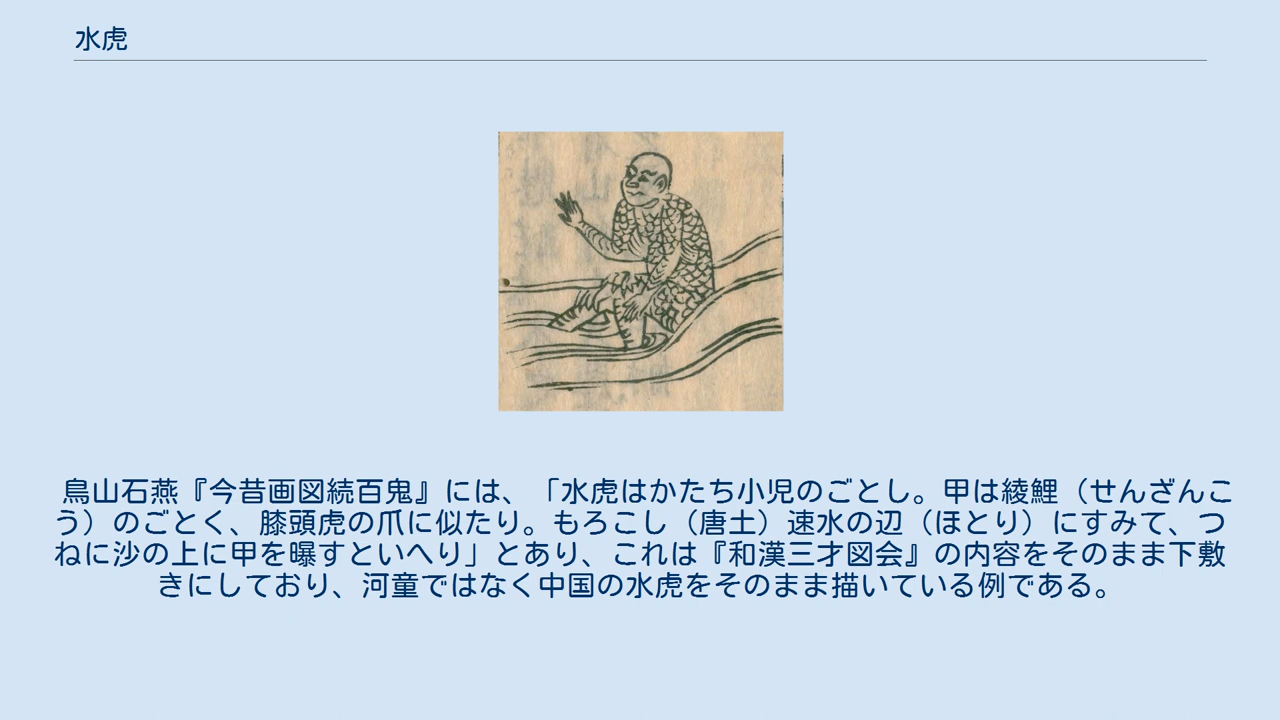 水虎
鳥山石燕『今昔画図続百鬼』には、「水虎はかたち小児のごとし。甲は綾鯉（せんざんこ
う）のごとく、膝頭虎の爪に似たり。もろこし（唐土）速水の辺（ほとり）にすみて、つ
ねに沙の上に甲を曝すといへり」とあり、これは『和漢三才図会』の内容をそのまま下敷
きにしており、河童ではなく中国の水虎をそのまま描いている例である。